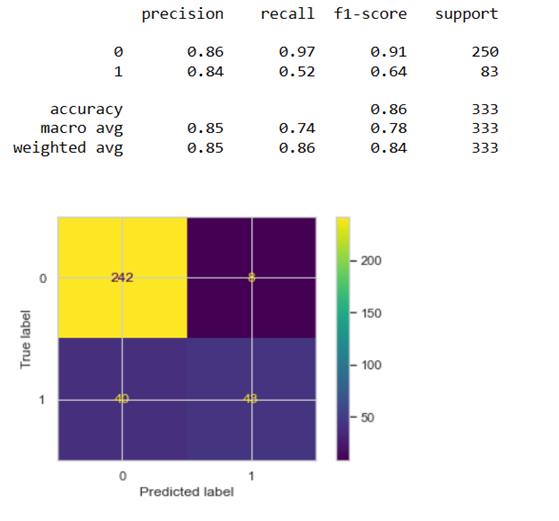 precision recall f1-score support
0 0.86 0.97 0.91 250
1 0.84 0.52 0.64 83
accuracy 0.86 333
macro avg 0.85 0.74 0.78 333
weighted avg 0.85 0.86 0.84 333
242 8
40 43
0
1
True label
0 1
Predicted label
200
150
100
50